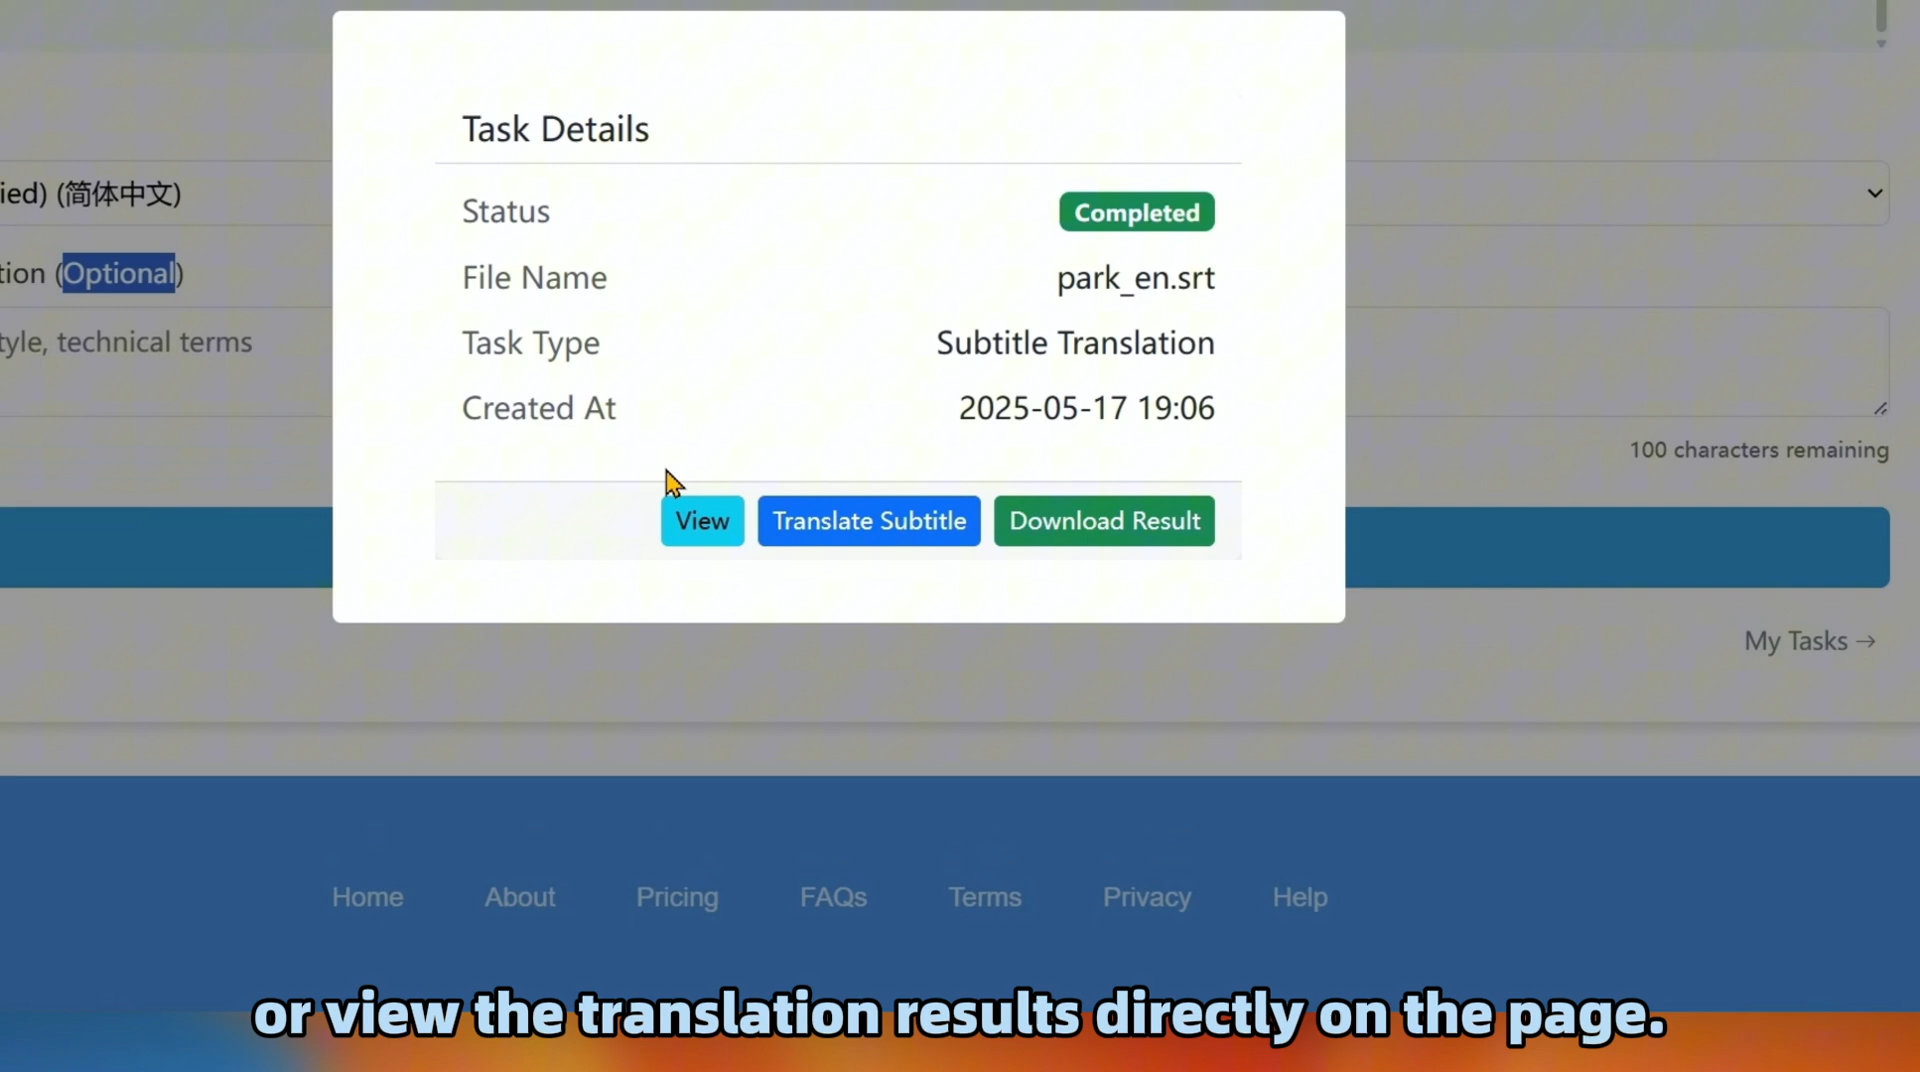 Task Details
Status
Completed
File Name
park_en.srt
Task Type
Subtitle Translation
Created At
2025-05-17 19:06
View
Translate Subtitle
Download Result
ied) (简体中文)
tion (Optional)
tyle, technical terms
100 characters remaining
My Tasks →
Home
About
Pricing
FAQs
Terms
Privacy
Help
or view the translation results directly on the page.